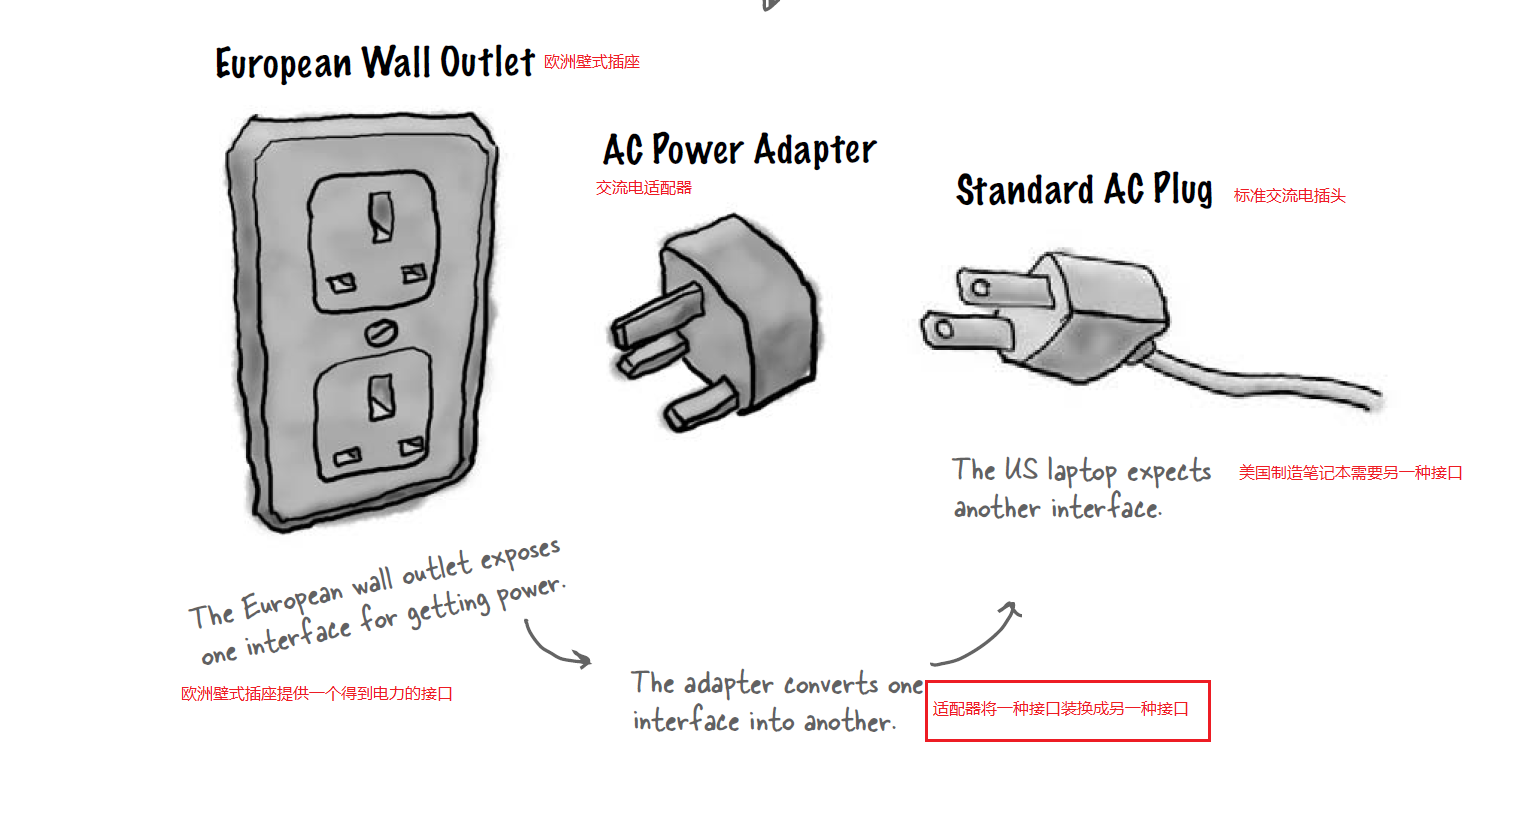 European Wall Outlet 欧洲壁式插座
AC Power Adapter
交流电适配器
Standard AC Plug 标准交流电插头
The US laptop expects 美国制造笔记本需要另一种接口
another interface.
The European wall outlet exposes
one interface for getting power.
欧洲壁式插座提供一个得到电力的接口
The adapter converts one
interface into another.
适配器将一种接口装换成另一种接口